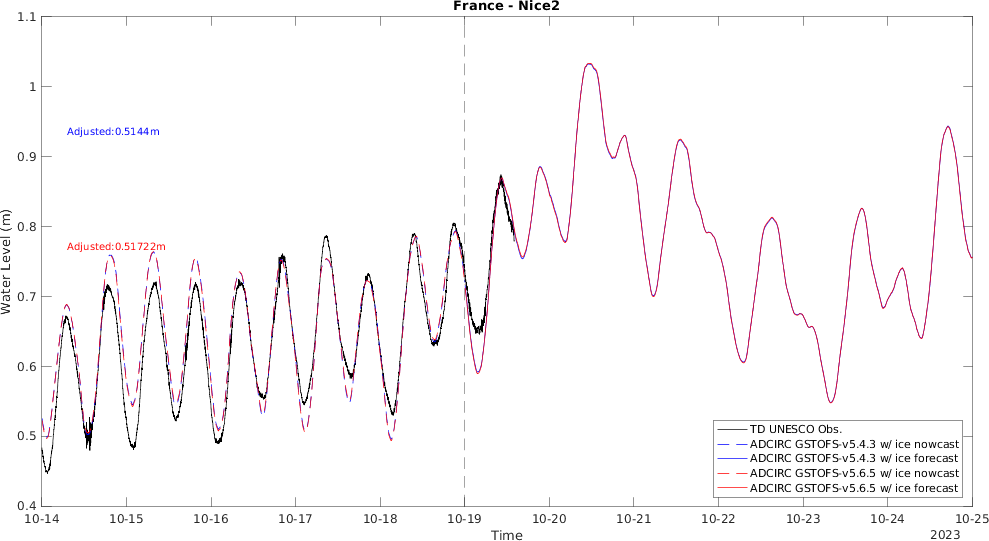 France - Nice2
1.1
1
0.9
0.8
0.7
0.6
0.5
0.4
Water Level (m)
Adjusted:0.5144m
Adjusted:0.51722m
TD UNESCO Obs.
ADCIRC GSTOFS-v5.4.3 w/ ice nowcast
ADCIRC GSTOFS-v5.4.3 w/ ice forecast
ADCIRC GSTOFS-v5.6.5 w/ ice nowcast
ADCIRC GSTOFS-v5.6.5 w/ ice forecast
10-14 10-15 10-16 10-17 10-18 10-19 10-20 10-21 10-22 10-23 10-24 10-25
Time
2023